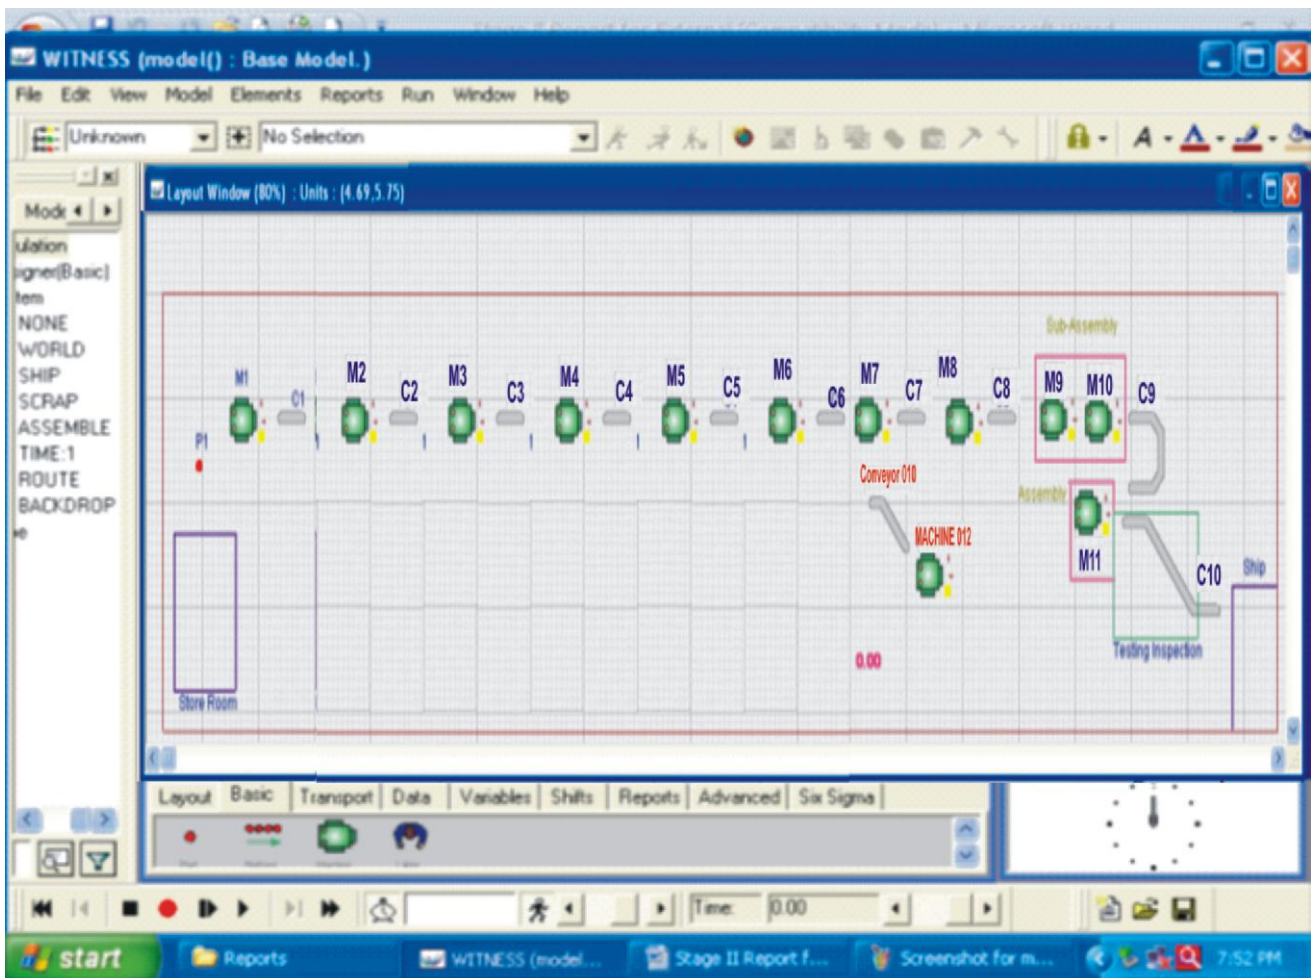 WITNESS (model() : Base Model.)
File Edit View Model Elements Reports Run Window Help
Unknown
No Selection
A
Layout Window (80%) : Units : (4.69,5.75)
Mode
ulation
signer(Basic)
tem
NONE
WORLD
SHIP
SCRAP
ASSEMBLE
TIME:1
ROUTE
BACKDROP
Sub-Assembly
M1 C1 M2 C2 M3 C3 M4 C4 M5 C5 M6 C6 M7 C7 M8 C8 M9 M10 C9
P1
Conveyor 010
Assembly
MACHINE 012
M11
C10
Ship
0.00
Testing Inspection
Store Room
Layout Basic Transport Data Variables Shifts Reports Advanced Six Sigma
Time: 0.00
start
Reports
WITNESS (model...
Stage II Report f...
Screenshot for m...
7:52 PM